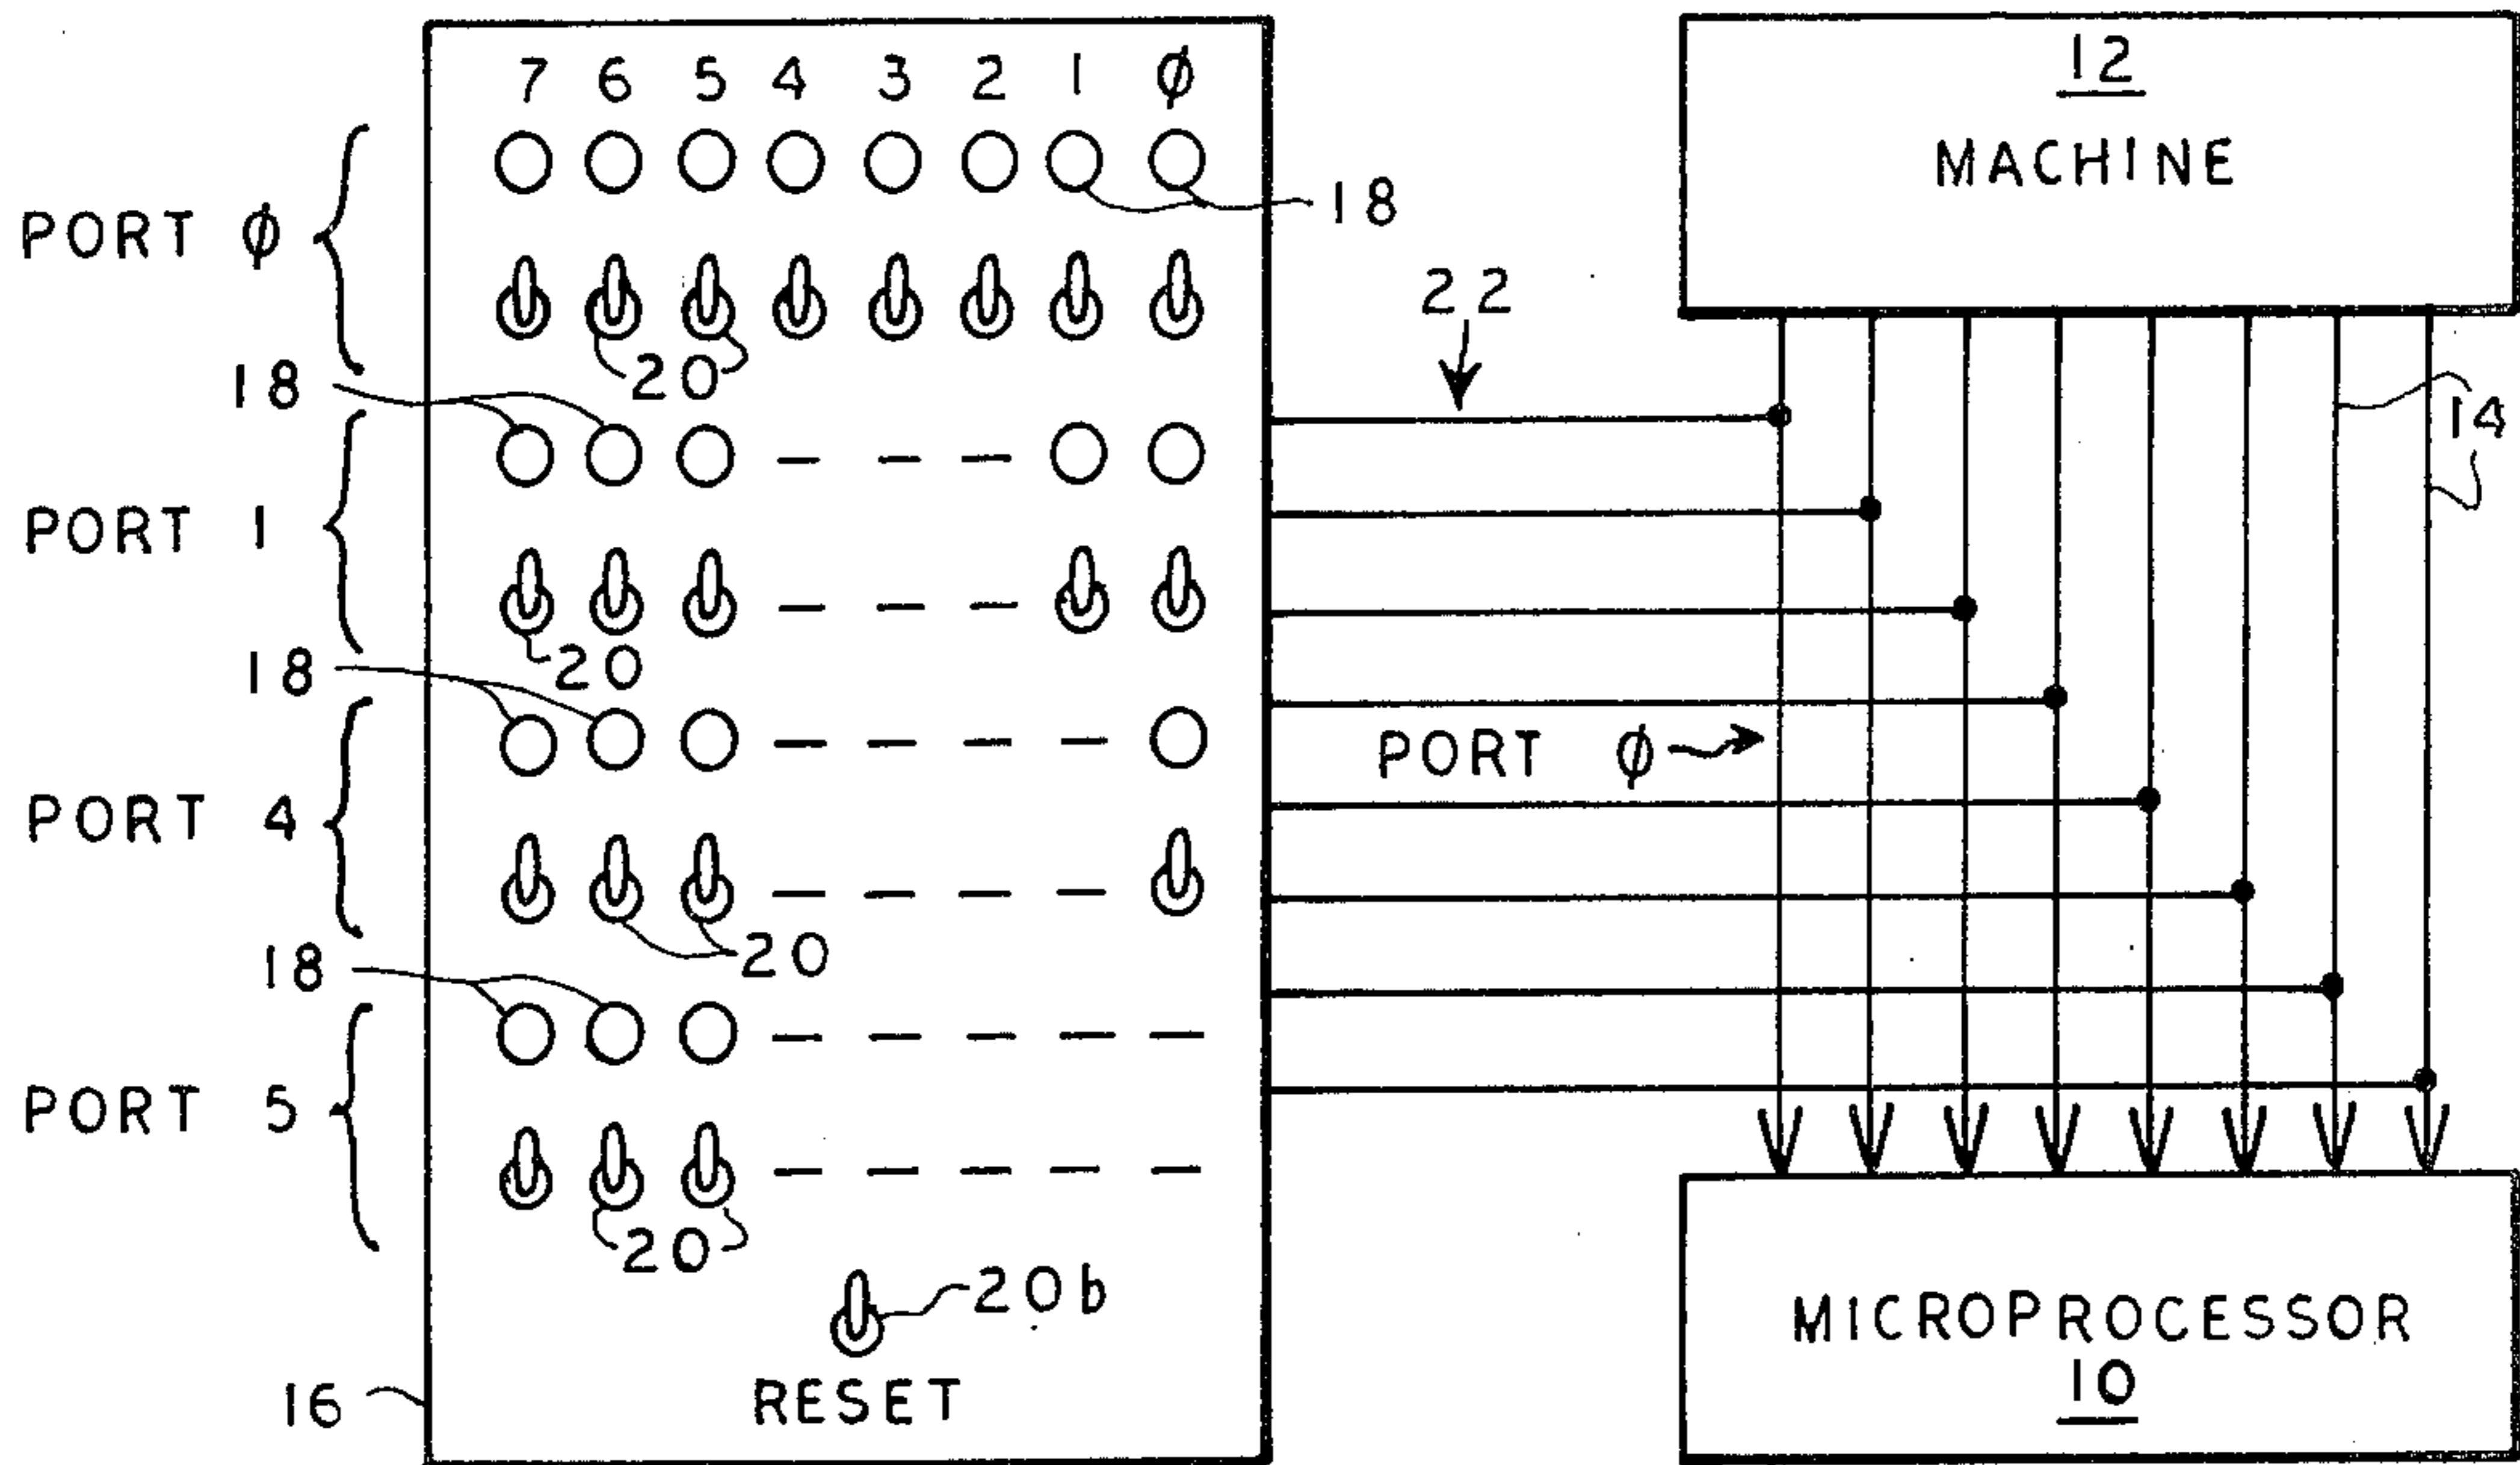 7 6 5 4 3 2 1 ϕ
PORT ϕ
18
20
18
PORT 1
20
18
PORT 4
20
18
PORT 5
20
20b
RESET
16
22
PORT ϕ
12
MACHINE
14
MICROPROCESSOR
10